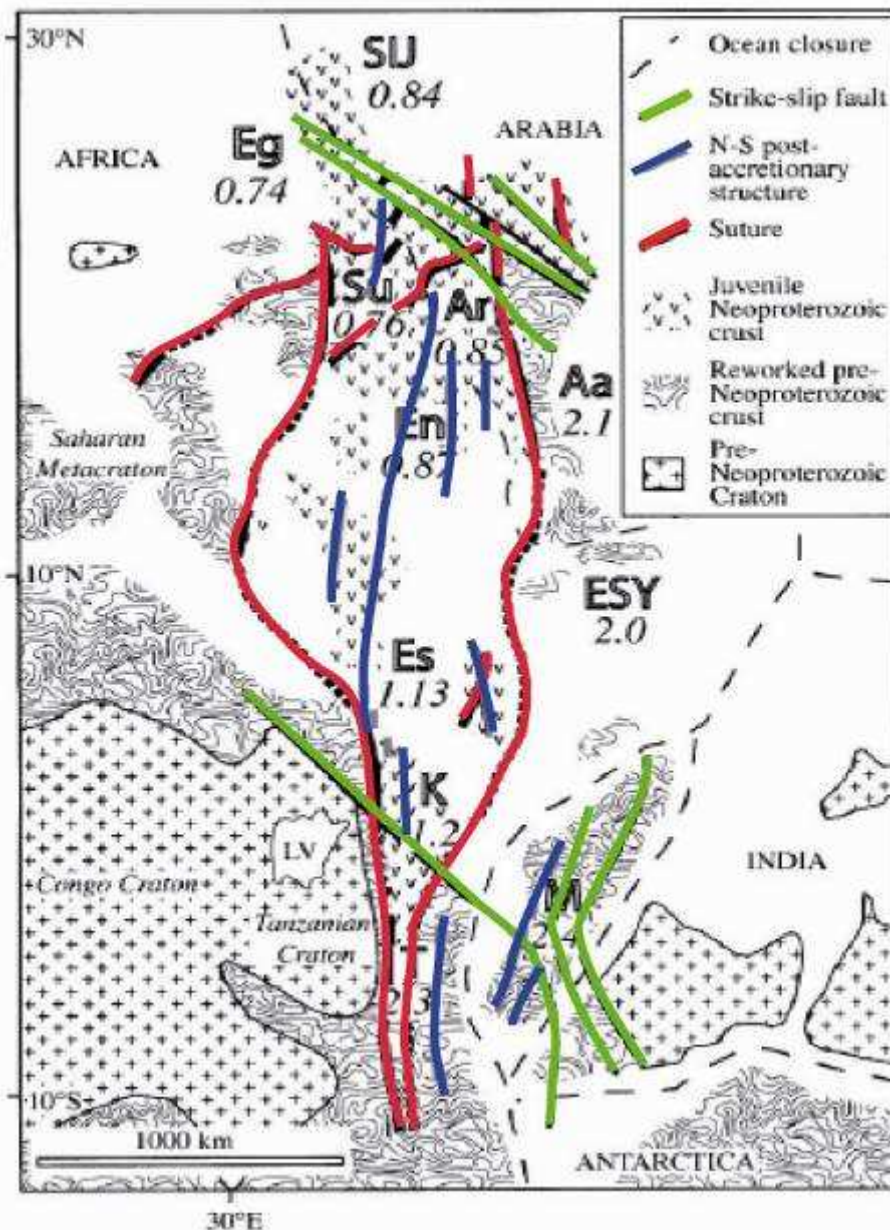 30°N
SIJ
0.84
AFRICA
Eg
0.74
ARABIA
Su
0.76
Ar
0.85
Aa
2.1
En
0.87
Saharan
Metacraton
10°N
ESY
2.0
Es
1.13
K
1.2
LV
Congo Craton
Tanzanian
Craton
INDIA
M
2.4
T
10°S
1000 km
ANTARCTICA
30°E
Ocean closure
Strike-slip fault
N-S post-
accretionary
structure
Suture
Juvenile
Neoproterozoic
crust
Reworked pre-
Neoproterozoic
crust
Pre-
Neoproterozoic
Craton